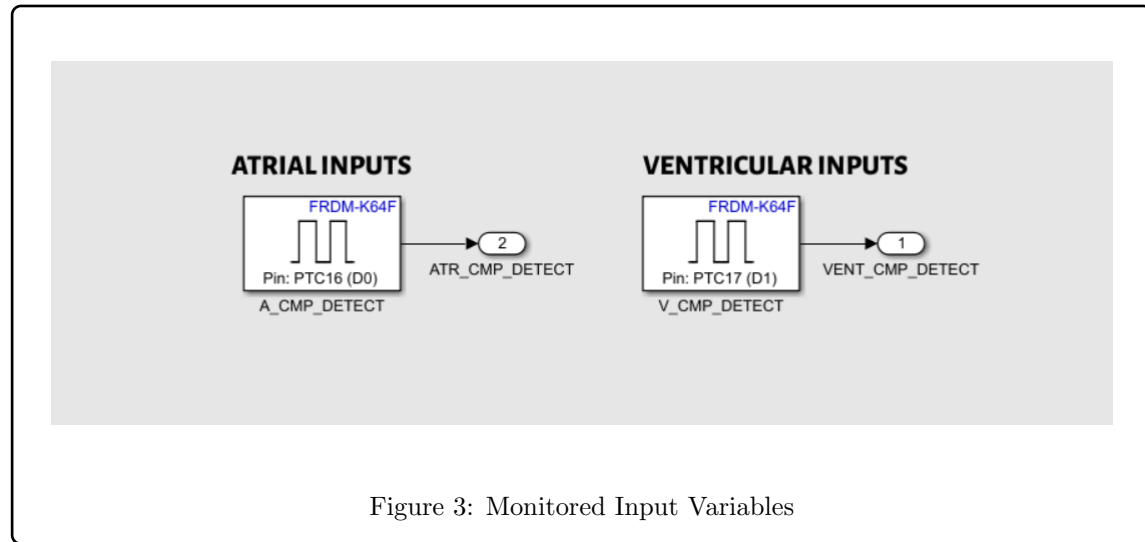 ATRIAL INPUTS
FRDM-K64F
Pin: PTC16 (D0)
A_CMP_DETECT
2
ATR_CMP_DETECT
VENTRICULAR INPUTS
FRDM-K64F
Pin: PTC17 (D1)
V_CMP_DETECT
1
VENT_CMP_DETECT
Figure 3: Monitored Input Variables